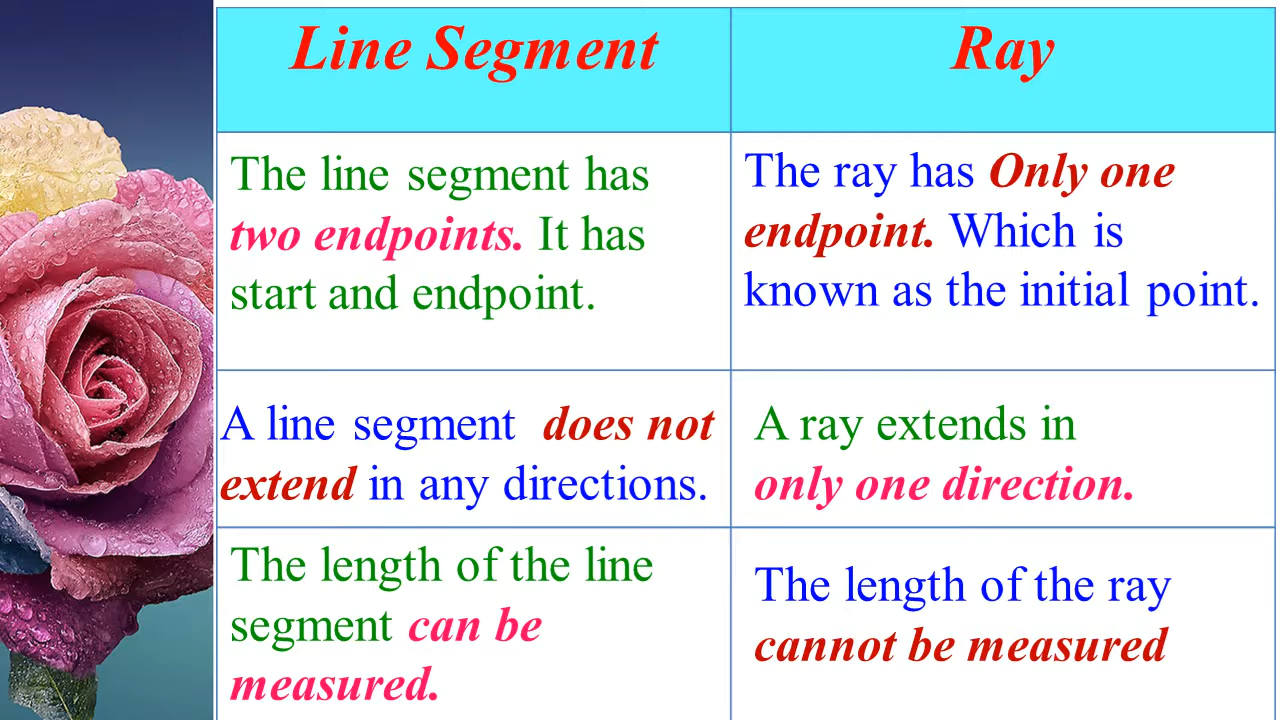 Line Segment
Ray
The line segment has
two endpoints. It has
start and endpoint.
The ray has Only one
endpoint. Which is
known as the initial point.
A line segment does not
extend in any directions.
A ray extends in
only one direction.
The length of the line
segment can be
measured.
The length of the ray
cannot be measured